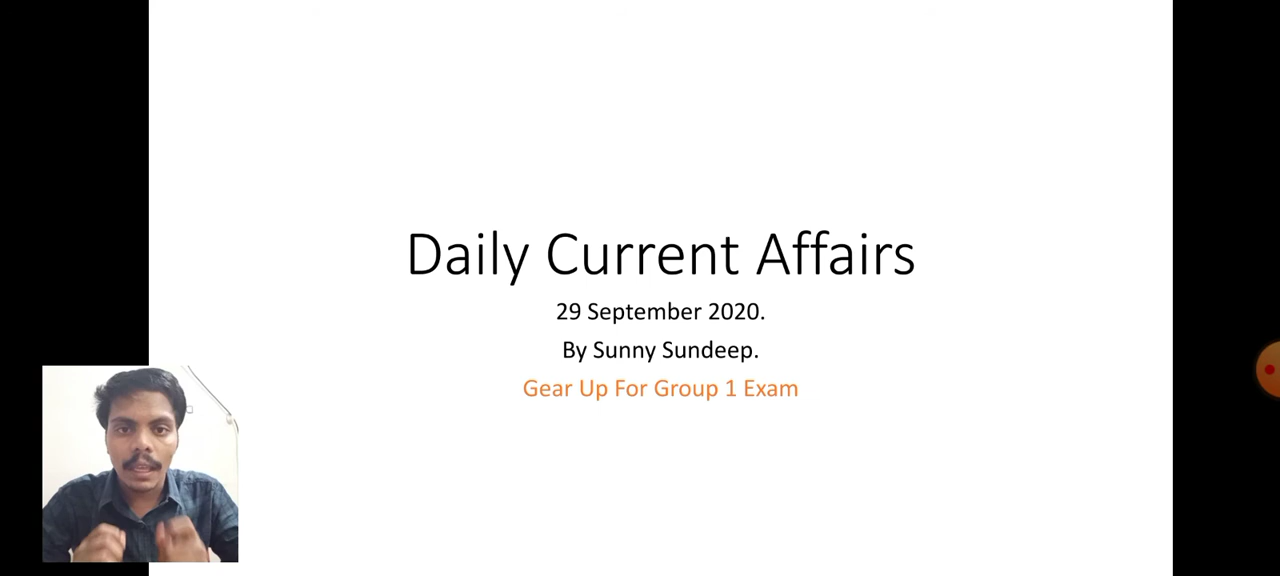 Daily Current Affairs
29 September 2020.
By Sunny Sundeep.
Gear Up For Group 1 Exam